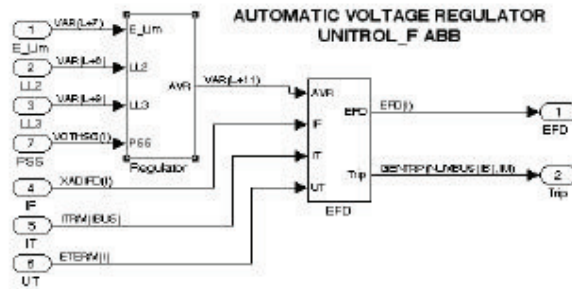 AUTOMATIC VOLTAGE REGULATOR
UNITROL_F ABB
1
E_Lim
VAR(L+7)
E_Lim
2
LL2
VAR(L+8)
LL2
3
LL3
VAR(L+9)
LL3
7
PSS
VOTHSG(I)
PSS
AVR
Regulator
VAR(L+11)
AVR
4
IF
XADIFD(I)
IF
5
IT
IT
6
UT
ETERM(I)
UT
EFD
Trip
EFD
EFD(I)
1
EFD
2
Trip